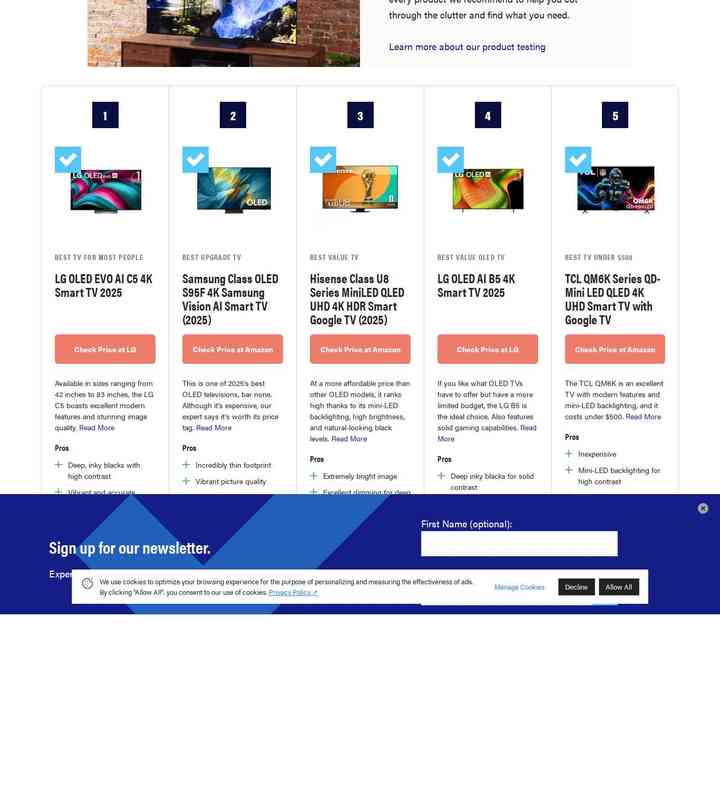 every product we recommend to help you cut
through the clutter and find what you need.
Learn more about our product testing
1
2
3
4
5
LG OLED evo AI
OLED
Hisense
LG OLED AI
TCL NFL
QM6K
BEST TV FOR MOST PEOPLE
LG OLED EVO AI C5 4K
Smart TV 2025
Check Price at LG
Available in sizes ranging from
42 inches to 83 inches, the LG
C5 boasts excellent modern
features and stunning image
quality. Read More
Pros
Deep, inky blacks with
high contrast
Vibrant and accurate
BEST UPGRADE TV
Samsung Class OLED
S95F 4K Samsung
Vision AI Smart TV
(2025)
Check Price at Amazon
This is one of 2025's best
OLED televisions, bar none.
Although it's expensive, our
expert says it's worth its price
tag. Read More
Pros
Incredibly thin footprint
Vibrant picture quality
BEST VALUE TV
Hisense Class U8
Series MiniLED QLED
UHD 4K HDR Smart
Google TV (2025)
Check Price at Amazon
At a more affordable price than
other OLED models, it ranks
high thanks to its mini-LED
backlighting, high brightness,
and natural-looking black
levels. Read More
Pros
Extremely bright image
Excellent dimming for deep
BEST VALUE OLED TV
LG OLED AI B5 4K
Smart TV 2025
Check Price at LG
If you like what OLED TVs
have to offer but have a more
limited budget, the LG B5 is
the ideal choice. Also features
solid gaming capabilities. Read
More
Pros
Deep inky blacks for solid
contrast
BEST TV UNDER $500
TCL QM6K Series QD-
Mini LED QLED 4K
UHD Smart TV with
Google TV
Check Price at Amazon
The TCL QM6K is an excellent
TV with modern features and
mini-LED backlighting, and it
costs under $500. Read More
Pros
Inexpensive
Mini-LED backlighting for
high contrast
Sign up for our newsletter.
Exper
First Name (optional):
We use cookies to optimize your browsing experience for the purpose of personalizing and measuring the effectiveness of ads.
By clicking "Allow All", you consent to our use of cookies. Privacy Policy ↗
Manage Cookies
Decline
Allow All